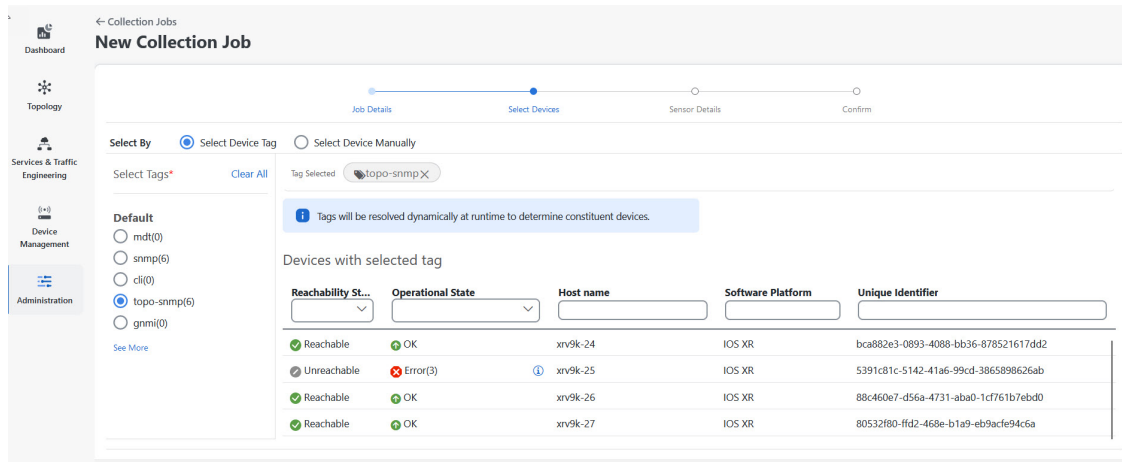 ← Collection Jobs
New Collection Job
Dashboard
Topology
Services & Traffic
Engineering
Device
Management
Administration
Job Details
Select Devices
Sensor Details
Confirm
Select By Select Device Tag Select Device Manually
Select Tags* Clear All
Default
mdt(0)
snmp(6)
cli(0)
topo-snmp(6)
gnmi(0)
See More
Tag Selected topo-snmp
Tags will be resolved dynamically at runtime to determine constituent devices.
Devices with selected tag
Reachability St... Operational State Host name Software Platform Unique Identifier
Reachable OK xrv9k-24 IOS XR bca882e3-0893-4088-bb36-878521617dd2
Unreachable Error(3) xrv9k-25 IOS XR 5391c81c-5142-41a6-99cd-3865898626ab
Reachable OK xrv9k-26 IOS XR 88c460e7-d56a-4731-aba0-1cf761b7ebd0
Reachable OK xrv9k-27 IOS XR 80532f80-ffd2-468e-b1a9-eb9acfe94c6a